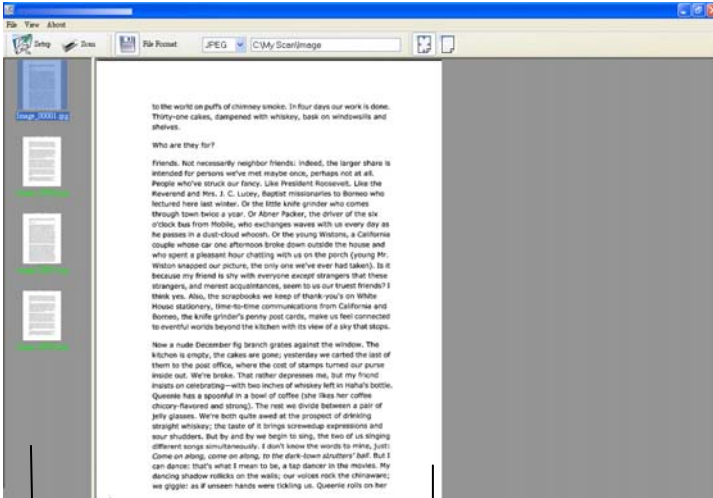 File View About
Setup Scan File Format JPEG C:\My Scan\Image
Image_00001.jpg
to the world on puffs of chimney smoke. In four days our work is done.
Thirty-one cakes, dampened with whiskey, bask on windowsills and
shelves.
Who are they for?
Friends. Not necessarily neighbor friends: indeed, the larger share is
intended for persons we've met maybe once, perhaps not at all.
People who've struck our fancy. Like President Roosevelt. Like the
Reverend and Mrs. J. C. Lucey, Baptist missionaries to Borneo who
lectured here last winter. Or the little knife grinder who comes
through town twice a year. Or Abner Packer, the driver of the six
o'clock bus from Mobile, who exchanges waves with us every day as
he passes in a dust-cloud whoosh. Or the young Wistons, a California
couple whose car one afternoon broke down outside the house and
who spent a pleasant hour chatting with us on the porch (young Mr.
Wiston snapped our picture, the only one we've ever had taken). Is it
because my friend is shy with everyone except strangers that these
strangers, and merest acquaintances, seem to us our truest friends? I
think yes. Also, the scrapbooks we keep of thank-you's on White
House stationery, time-to-time communications from California and
Borneo, the knife grinder's penny post cards, make us feel connected
to eventful worlds beyond the kitchen with its view of a sky that stops.
Now a nude December fig branch grates against the window. The
kitchen is empty, the cakes are gone; yesterday we carted the last of
them to the post office, where the cost of stamps turned our purse
inside out. We're broke. That rather depresses me, but my friend
insists on celebrating—with two inches of whiskey left in Haha's bottle.
Queenie has a spoonful in a bowl of coffee (she likes her coffee
chicory-flavored and strong). The rest we divide between a pair of
jelly glasses. We're both quite awed at the prospect of drinking
straight whiskey; the taste of it brings screwedup expressions and
sour shudders. But by and by we begin to sing, the two of us singing
different songs simultaneously. I don't know the words to mine, just:
Come on along, come on along, to the dark-town strutters' ball. But I
can dance: that's what I mean to be, a tap dancer in the movies. My
dancing shadow rollicks on the walls; our voices rock the chinaware;
we giggle: as if unseen hands were tickling us. Queenie rolls on her